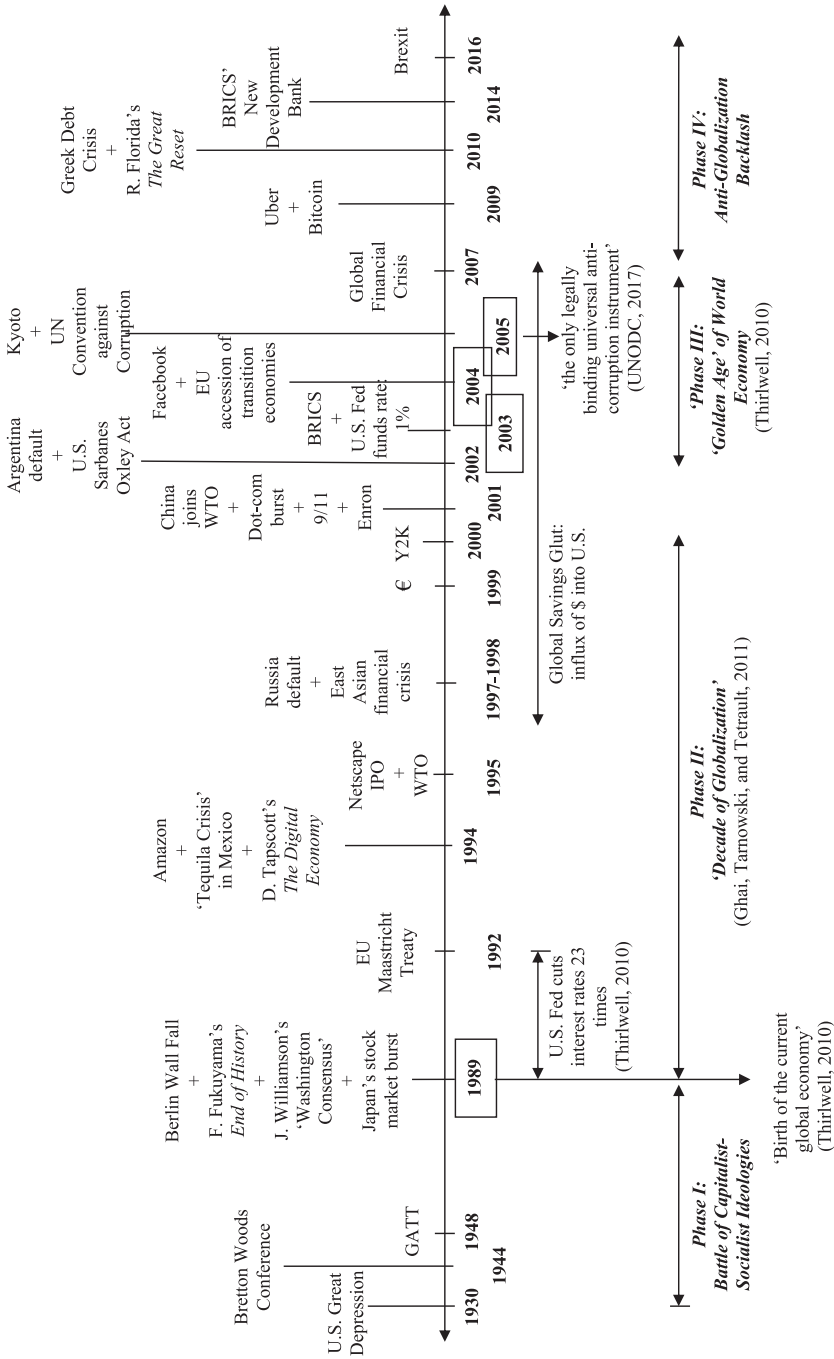 U.S. Great
Depression
1930
Bretton Woods
Conference
1944
GATT
1948
Berlin Wall Fall
+
F. Fukuyama’s
End of History
+
J. Williamson’s
‘Washington
Consensus’
+
Japan’s stock
market burst
1989
EU
Maastricht
Treaty
1992
Amazon
+
‘Tequila Crisis’
in Mexico
+
D. Tapscott’s
The Digital
Economy
1994
Netscape
IPO
+
WTO
1995
Russia
default
+
East
Asian
financial
crisis
1997-1998
€
1999
Y2K
2000
China
joins
WTO
+
Dot-com
burst
+
9/11
+
Enron
2001
Argentina
default
+
U.S.
Sarbanes
Oxley Act
2002
BRICS
+
U.S. Fed
funds rate:
1%
2003
Facebook
+
EU
accession of
transition
economies
2004
Kyoto
+
UN
Convention
against
Corruption
2005
Global
Financial
Crisis
2007
Uber
+
Bitcoin
2009
Greek Debt
Crisis
+
R. Florida’s
The Great
Reset
2010
BRICS’
New
Development
Bank
2014
Brexit
2016
U.S. Fed cuts
interest rates 23
times
(Thirlwell, 2010)
Global Savings Glut:
influx of $ into U.S.
‘the only legally
binding universal anti-
corruption instrument’
(UNODC, 2017)
Phase I:
Battle of Capitalist-
Socialist Ideologies
‘Birth of the current
global economy’
(Thirlwell, 2010)
Phase II:
‘Decade of Globalization’
(Ghai, Tarnowski, and Tetrault, 2011)
‘Phase III:
‘Golden Age’ of World
Economy
(Thirlwell, 2010)
Phase IV:
Anti-Globalization
Backlash